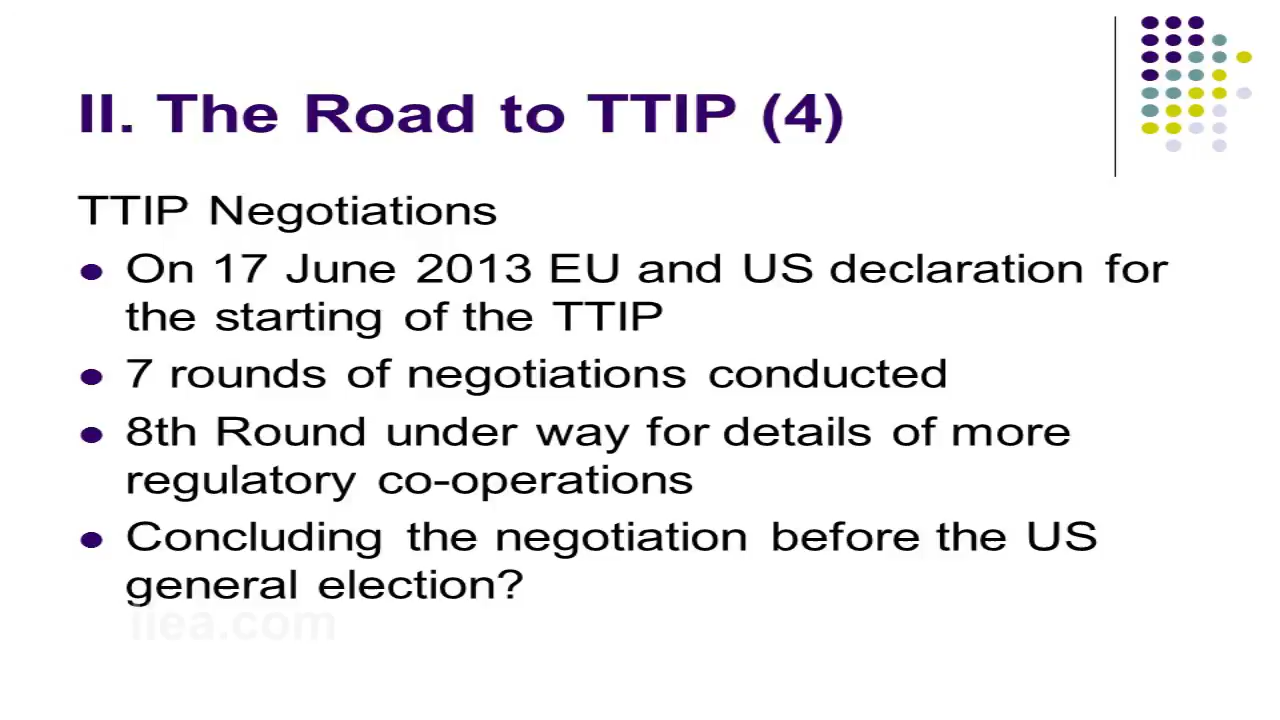 II. The Road to TTIP (4)
TTIP Negotiations
On 17 June 2013 EU and US declaration for
the starting of the TTIP
7 rounds of negotiations conducted
8th Round under way for details of more
regulatory co-operations
Concluding the negotiation before the US
general election?
iiea.com